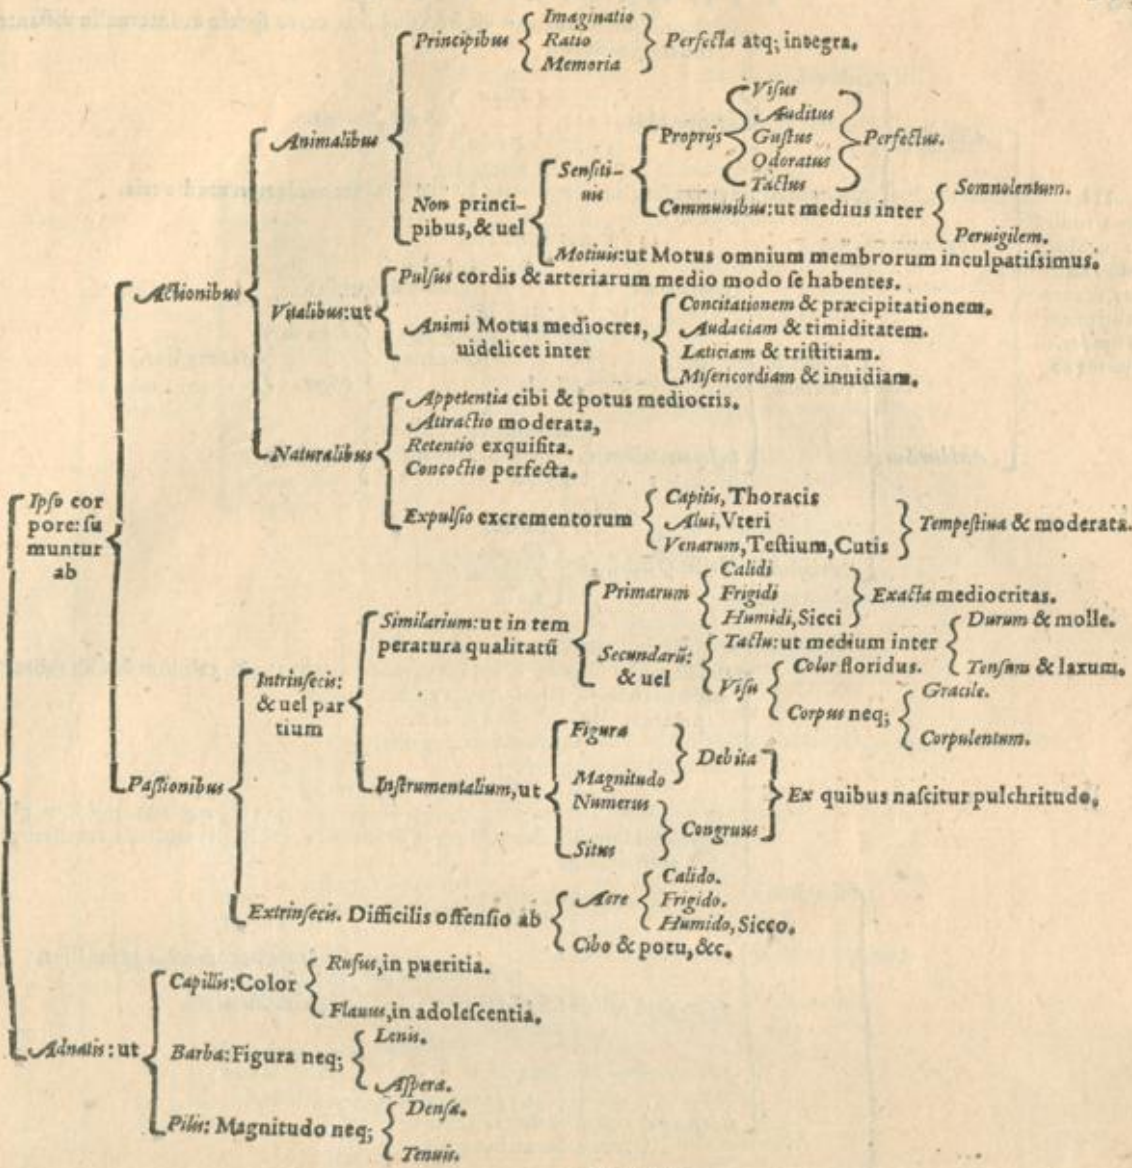 Imaginatio
Principibus Ratio Perfecta atq; integra.
Memoria
Visus
Auditus
Proprijs Gustus Perfectus.
Odoratus
Tactus
Animalibus
Sensiti-
uis
Non princi-
pibus, & uel
Communibus: ut medius inter
Somnolentum.
Peruigilem.
Motiuis: ut Motus omnium membrorum inculpatissimus.
Actionibus
Vitalibus: ut
Pulsus cordis & arteriarum medio modo se habentes.
Animi Motus mediocres,
uidelicet inter
Concitationem & præcipitationem.
Audaciam & timiditatem.
Læticiam & tristitiam.
Misericordiam & inuidiam.
Naturalibus
Appetentia cibi & potus mediocris.
Attractio moderata,
Retentio exquisita.
Concoctio perfecta.
Expulsio excrementorum
Capitis, Thoracis
Alui, Vteri
Venarum, Testium, Cutis
Tempestiua & moderata.
Ipso cor
pore: su
muntur
ab
Passionibus
Intrinsecis:
& uel par
tium
Similarium: ut in tem
peratura qualitatū
Primarum
Calidi
Frigidi
Humidi, Sicci
Exacta mediocritas.
Secundarū:
& uel
Tactu: ut medium inter
Durum & molle.
Tensum & laxum.
Visu
Color floridus.
Corpus neq;
Gracile.
Corpulentum.
Instrumentalium, ut
Figura
Magnitudo
Debita
Numerus
Situs
Congruus
Ex quibus nascitur pulchritudo.
Extrinsecis. Difficilis offensio ab
Aere
Calido.
Frigido.
Humido, Sicco.
Cibo & potu, &c.
Adnatis: ut
Capillis: Color
Rufus, in pueritia.
Flauus, in adolescentia.
Barba: Figura neq;
Lenis.
Aspera.
Pilis: Magnitudo neq;
Densa.
Tenuis.